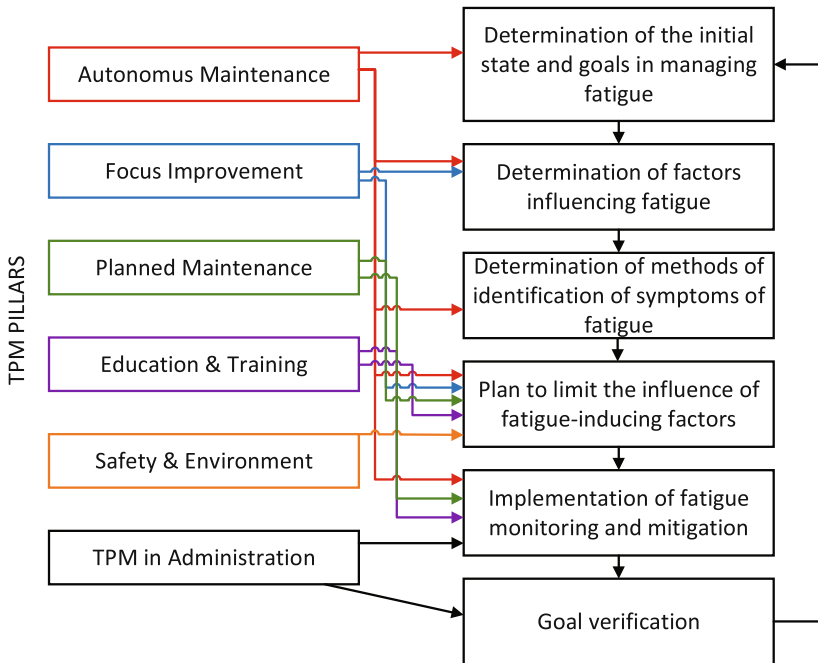 TPM PILLARS
Autonomus Maintenance
Focus Improvement
Planned Maintenance
Education & Training
Safety & Environment
TPM in Administration
Determination of the initial
state and goals in managing
fatigue
Determination of factors
influencing fatigue
Determination of methods of
identification of symptoms of
fatigue
Plan to limit the influence of
fatigue-inducing factors
Implementation of fatigue
monitoring and mitigation
Goal verification